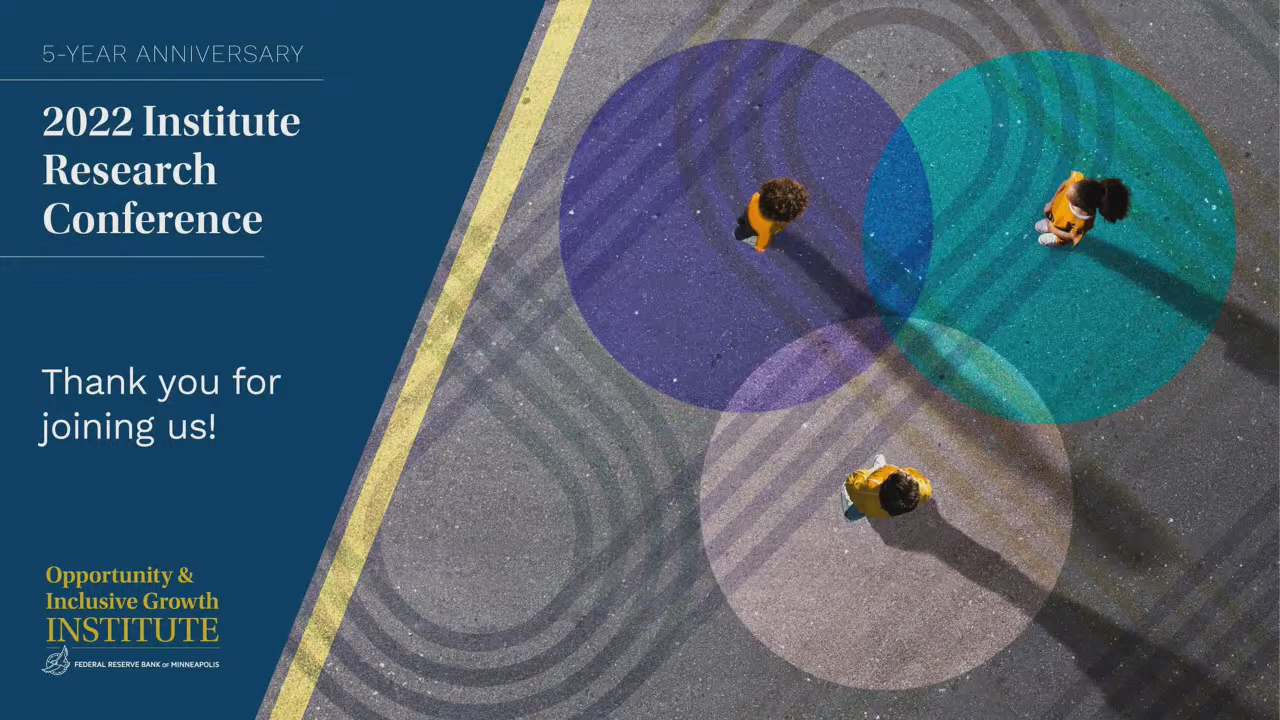 5-YEAR ANNIVERSARY
2022 Institute
Research
Conference
Thank you for
joining us!
Opportunity &
Inclusive Growth
INSTITUTE
FEDERAL RESERVE BANK OF MINNEAPOLIS